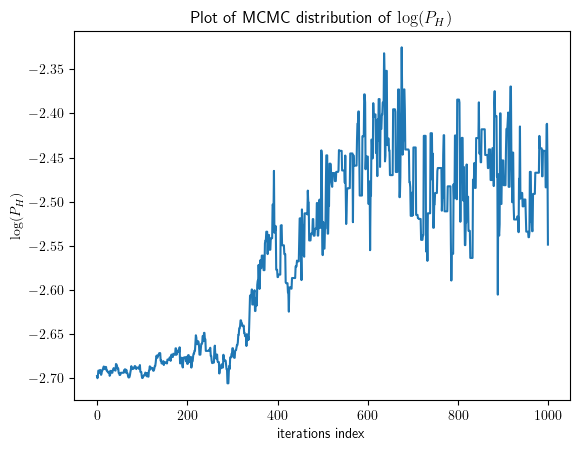 Plot of MCMC distribution of log(P_H)
log(P_H)
−2.35
−2.40
−2.45
−2.50
−2.55
−2.60
−2.65
−2.70
0 200 400 600 800 1000
iterations index